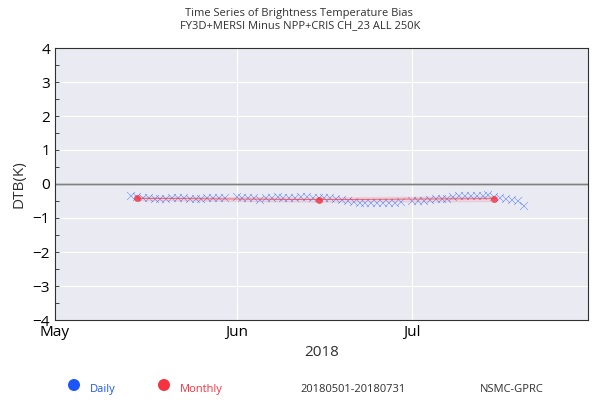 Time Series of Brightness Temperature Bias
FY3D+MERSI Minus NPP+CRIS CH_23 ALL 250K
4
3
2
1
0
−1
−2
−3
−4
DTB(K)
May Jun Jul
2018
Daily Monthly 20180501-20180731 NSMC-GPRC